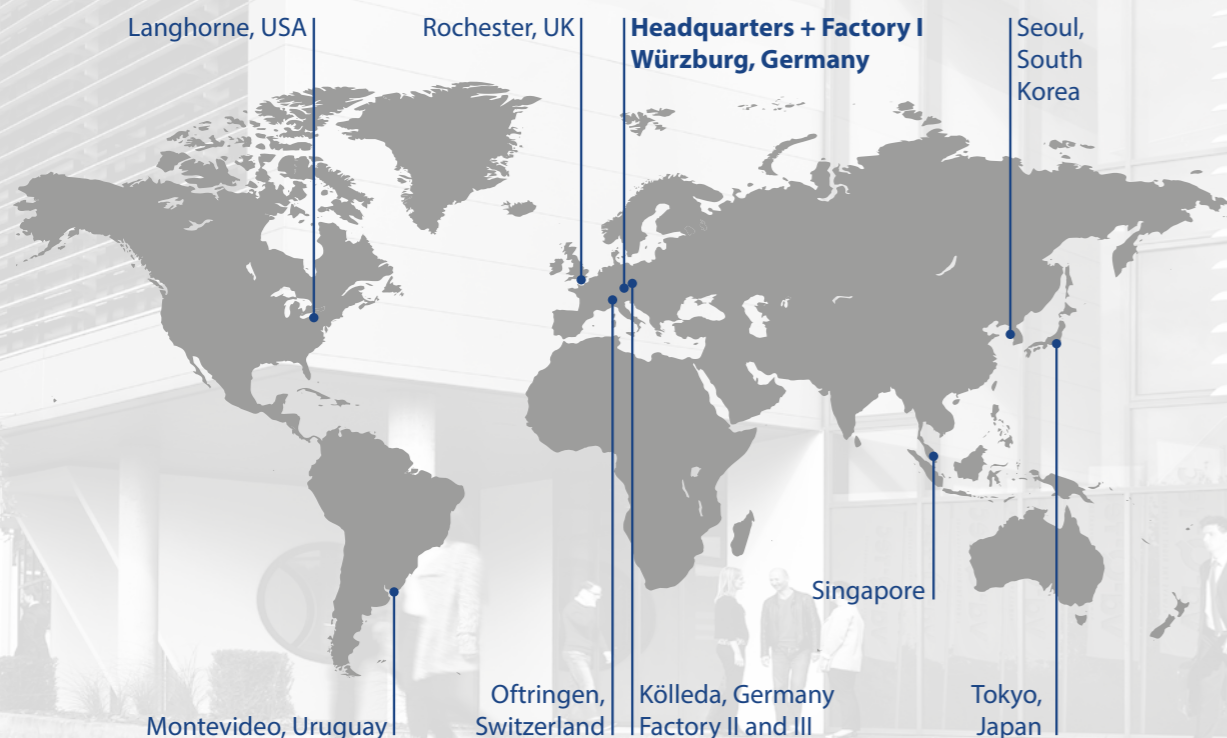 Langhorne, USA
Rochester, UK
Headquarters + Factory I
Würzburg, Germany
Seoul,
South
Korea
Singapore
Montevideo, Uruguay
Oftringen,
Switzerland
Kölleda, Germany
Factory II and III
Tokyo,
Japan